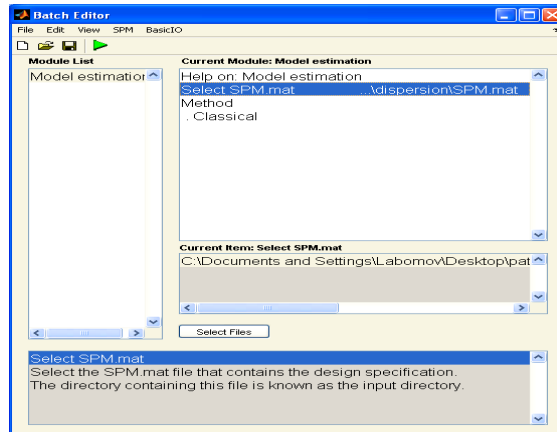 Batch Editor
File Edit View SPM BasicIO
Module List
Model estimation
Current Module: Model estimation
Help on: Model estimation
Select SPM.mat ...\dispersion\SPM.mat
Method
. Classical
Current Item: Select SPM.mat
C:\Documents and Settings\Labomov\Desktop\pat
Select Files
Select SPM.mat
Select the SPM.mat file that contains the design specification.
The directory containing this file is known as the input directory.